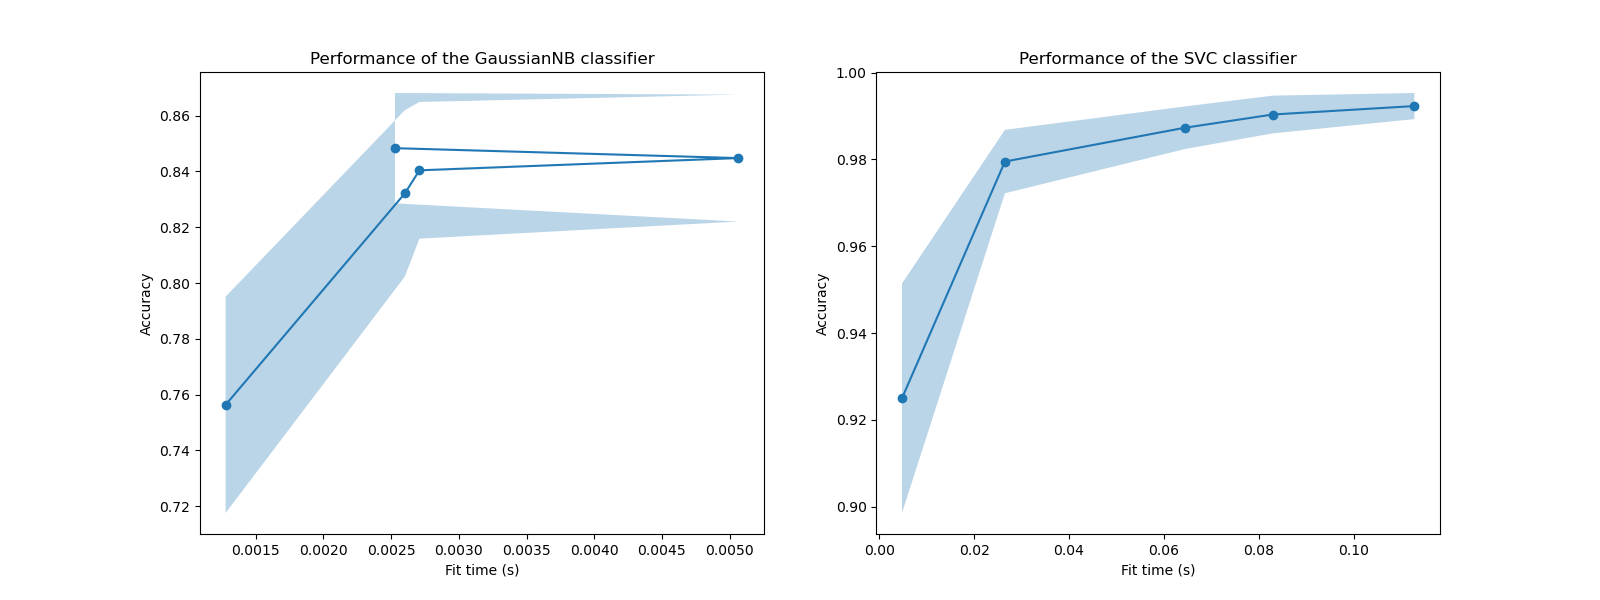 Performance of the GaussianNB classifier
0.86
0.84
0.82
0.80
0.78
0.76
0.74
0.72
Accuracy
0.0015 0.0020 0.0025 0.0030 0.0035 0.0040 0.0045 0.0050
Fit time (s)
Performance of the SVC classifier
1.00
0.98
0.96
0.94
0.92
0.90
Accuracy
0.00 0.02 0.04 0.06 0.08 0.10
Fit time (s)